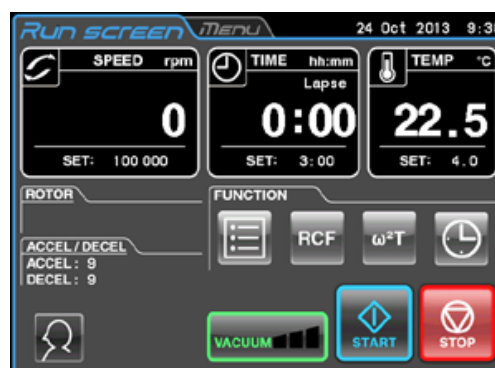 Run screen Menu 24 Oct 2013 9:3
SPEED rpm
0
SET: 100 000
TIME hh:mm
Lapse
0:00
SET: 3:00
TEMP °C
22.5
SET: 4.0
ROTOR
ACCEL/DECEL
ACCEL: 9
DECEL: 9
FUNCTION
RCF
ω²T
VACUUM
START
STOP